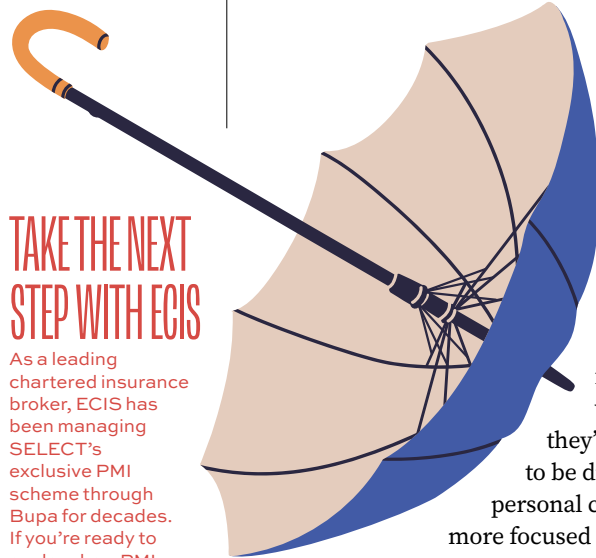 TAKE THE NEXT
STEP WITH ECIS
As a leading
chartered insurance
broker, ECIS has
been managing
SELECT’s
exclusive PMI
scheme through
Bupa for decades.
If you’re ready to
PMI
they’
to be d
personal c
more focused